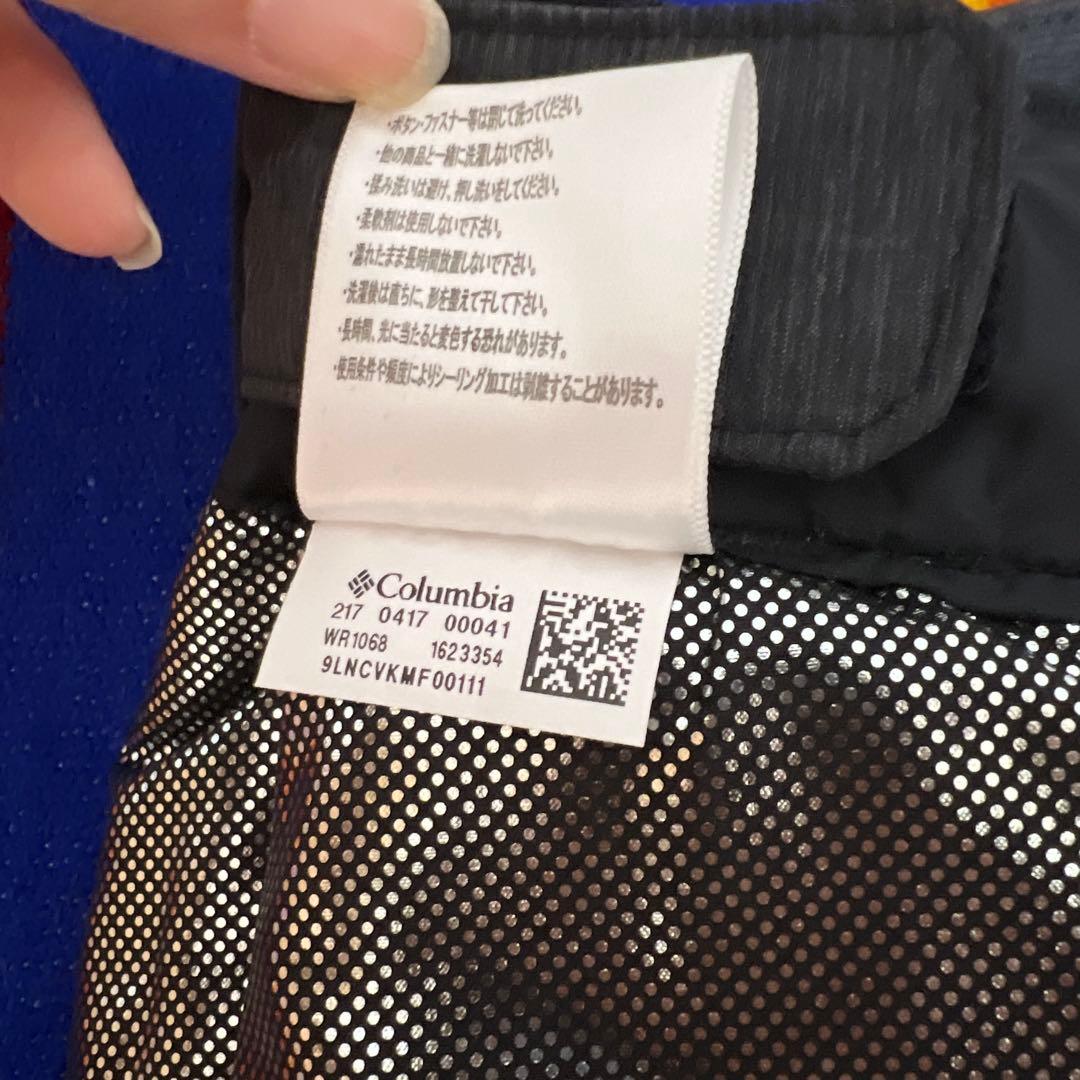 ・ボタン・ファスナー等は閉じて洗ってください。
・他の商品と一緒に洗濯しないで下さい。
・揉み洗いは避け、押し洗いをしてください。
・柔軟剤は使用しないで下さい。
・濡れたまま長時間放置しないで下さい。
・洗濯後は直ちに、形を整えて干して下さい。
・長時間、光に当たると変色する恐れがあります。
・使用条件や頻度によりシーリング加工は剥離することがあります。
Columbia
217 0417 00041
WR1068 1623354
9LNCVKMF00111